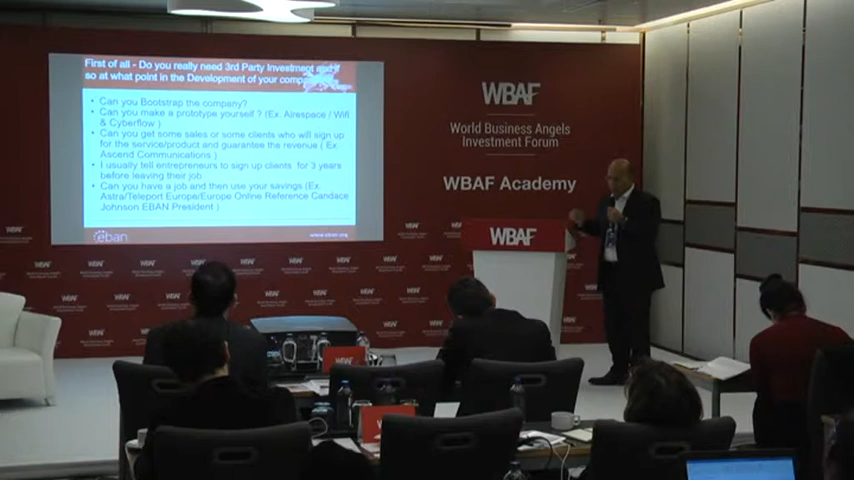 First of all - Do you really need 3rd Party Investment and if
so at what point in the Development of your
• Can you Bootstrap the company?
• Can you make a prototype yourself ? (Ex. Airespace / Wifi
& Cyberflow )
• Can you get some sales or some clients who will sign up
for the service/product and guarantee the revenue ( Ex.
Ascend Communications )
• I usually tell entrepreneurs to sign up clients for 3 years
before leaving their job
• Can you have a job and then use your savings (Ex.
Astra/Teleport Europe/Europe Online Reference Candace
Johnson EBAN President )
eban
www.eban.org
WBAF
World Business Angels
Investment Forum
WBAF Academy
WBAF
WBAF